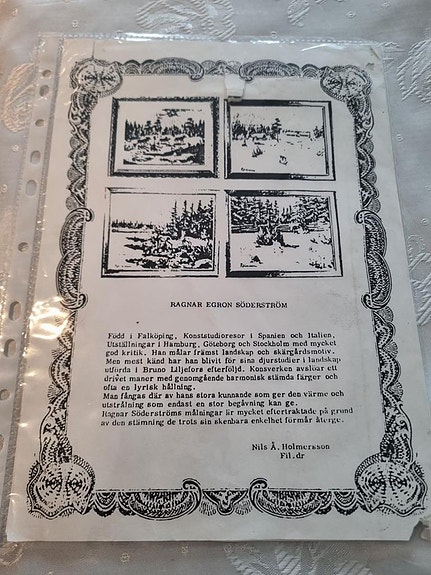 RAGNAR EGRON SÖDERSTRÖM
Född i Falköping, Konststudioresor i Spanien och Italien,
Utställningar i Hamburg, Göteborg och Stockholm med mycket
god kritik. Han målar främst landskap och skärgårdsmotiv.
Men mest känd har han blivit för sina djurstudier i landskap
utförda i Bruno Liljefors efterföljd. Konsverken avslöjar ett
drivet maner med genomgående harmonisk stämda färger och
ofta en lyrisk hållning.
Man fångas där av hans stora kunnande som ger den värme och
utstrålning som endast en stor begåvning kan ge.
Ragnar Söderströms målningar är mycket eftertraktade på grund
av den stämning de trots sin skenbara enkelhet förmår återge.
Nils Å. Holmersson
Fil.dr